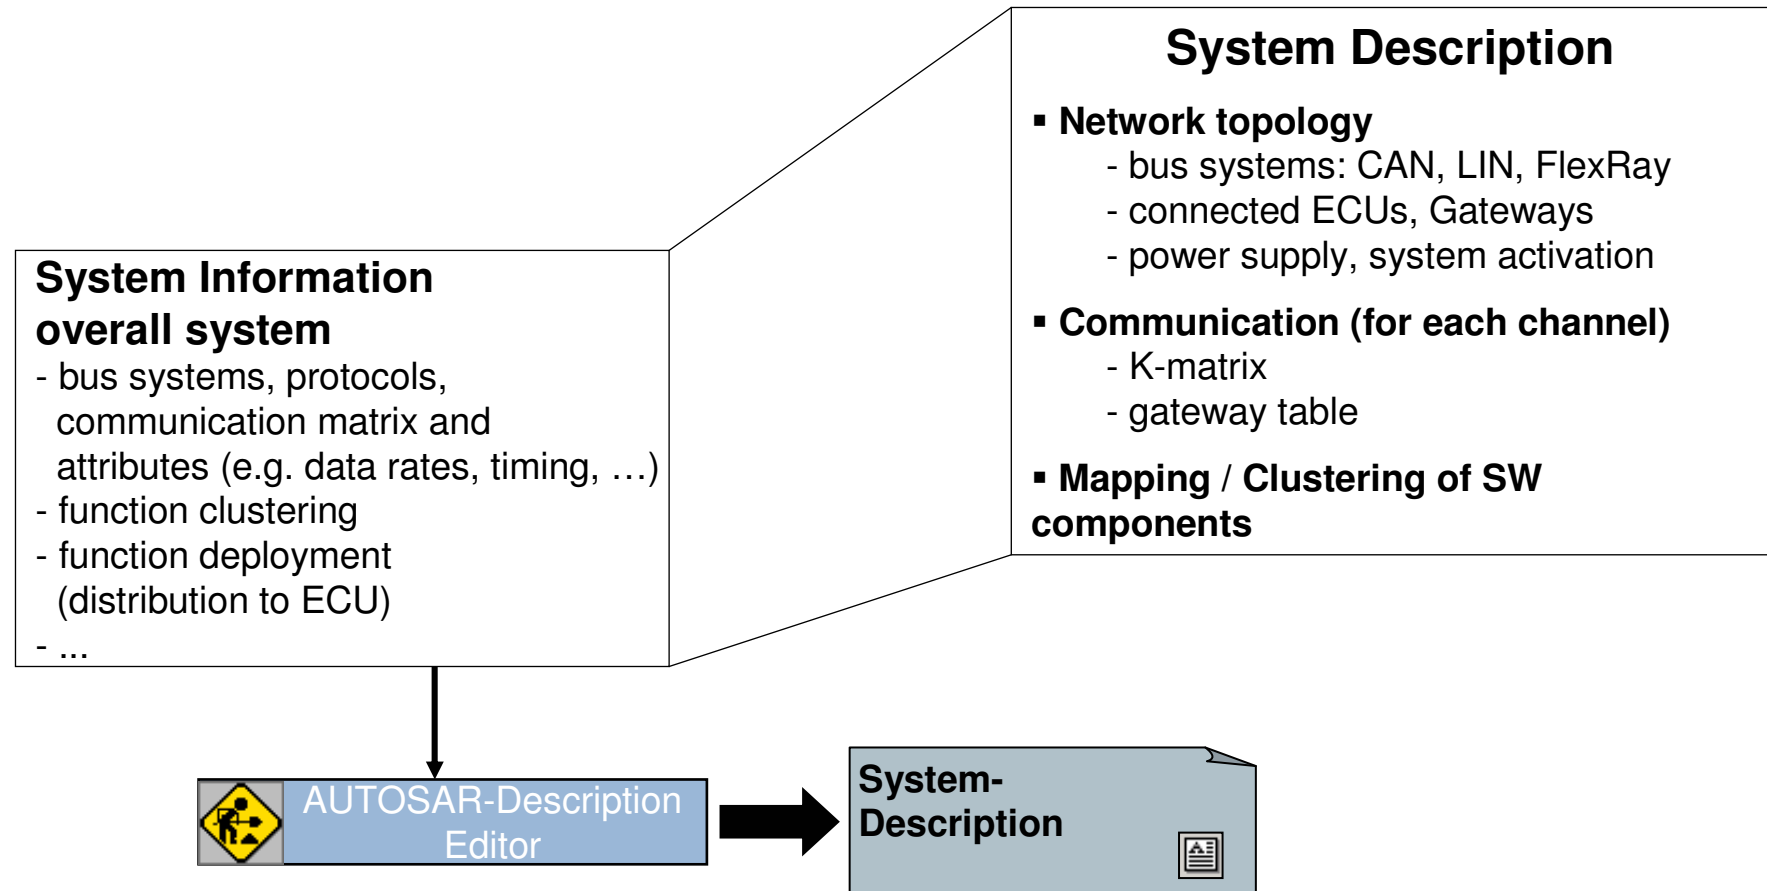 System Description
▪ Network topology
- bus systems: CAN, LIN, FlexRay
- connected ECUs, Gateways
- power supply, system activation
▪ Communication (for each channel)
- K-matrix
- gateway table
▪ Mapping / Clustering of SW
components
System Information
overall system
- bus systems, protocols,
communication matrix and
attributes (e.g. data rates, timing, …)
- function clustering
- function deployment
(distribution to ECU)
- ...
AUTOSAR-Description
Editor
System-
Description